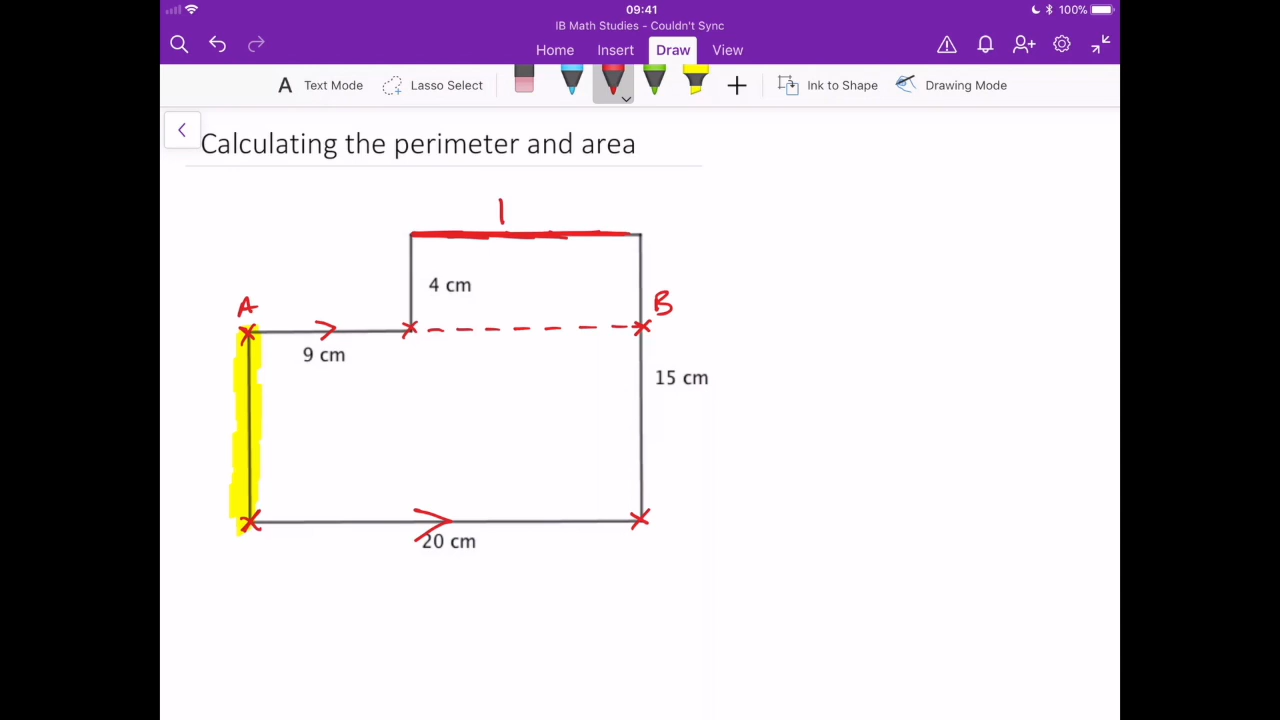 09:41
100%
IB Math Studies - Couldn't Sync
Home Insert Draw View
A Text Mode Lasso Select Ink to Shape Drawing Mode
Calculating the perimeter and area
1
4 cm
A
B
9 cm
15 cm
20 cm